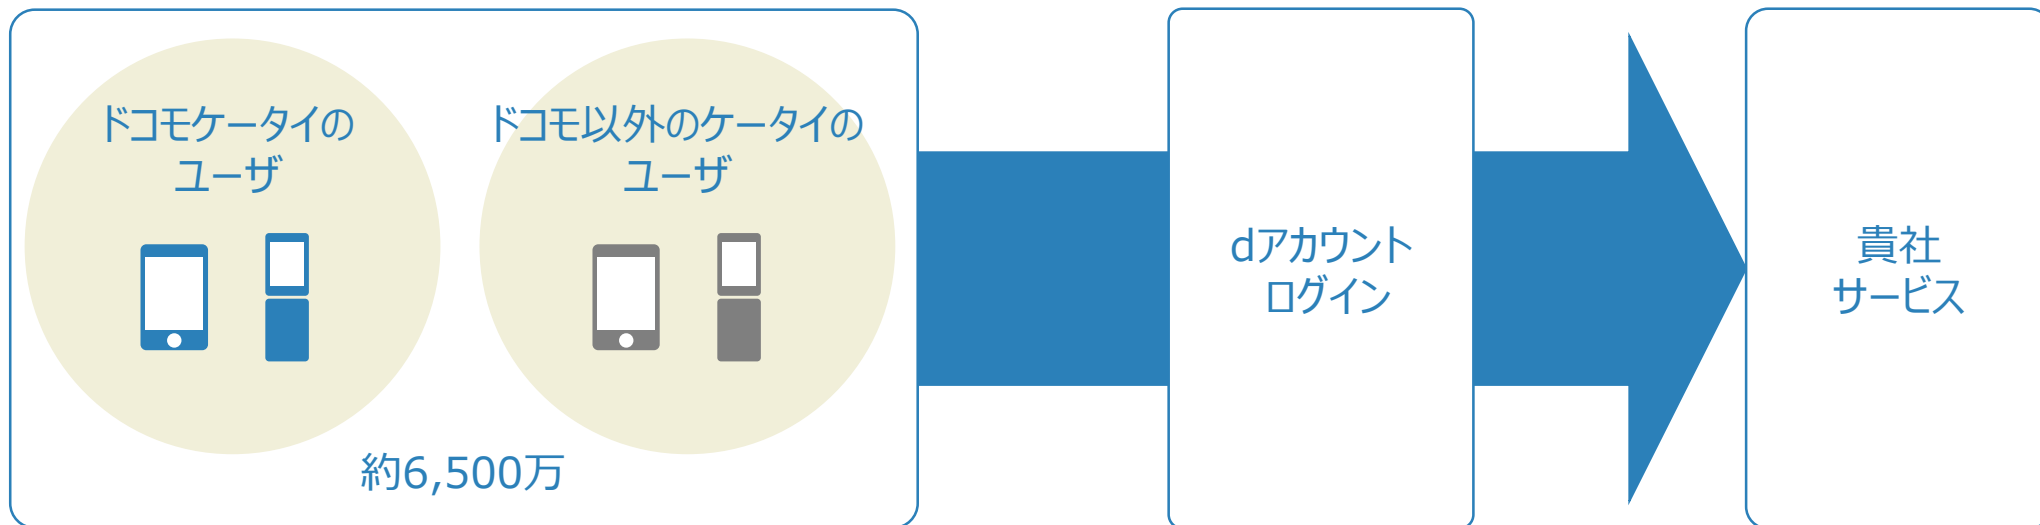 ドコモケータイの
ユーザ
ドコモ以外のケータイの
ユーザ
約6,500万
dアカウント
ログイン
貴社
サービス